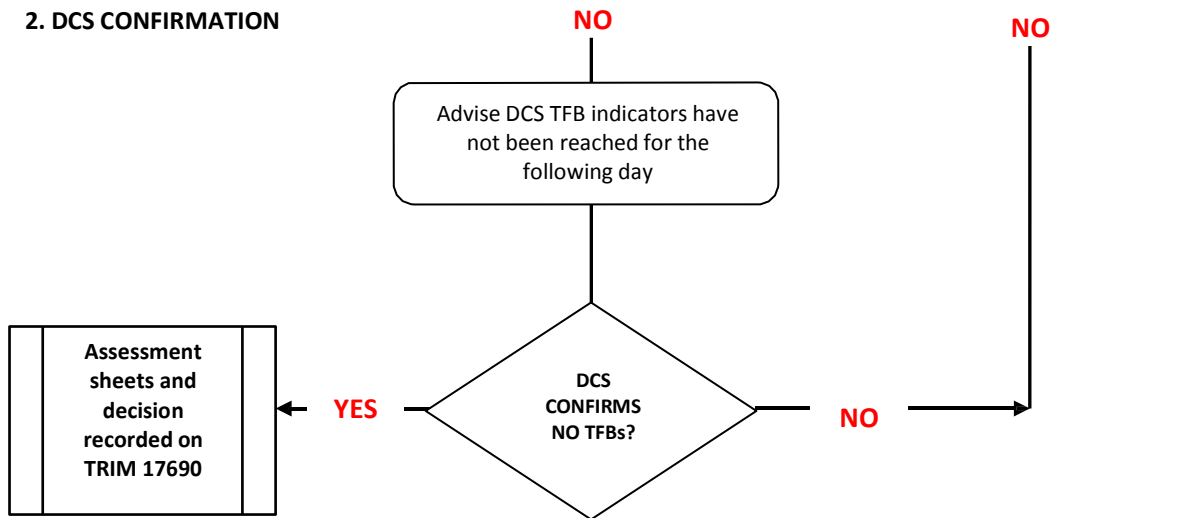 2. DCS CONFIRMATION
NO
NO
Advise DCS TFB indicators have
not been reached for the
following day
Assessment
sheets and
decision
recorded on
TRIM 17690
YES
DCS
CONFIRMS
NO TFBs?
NO